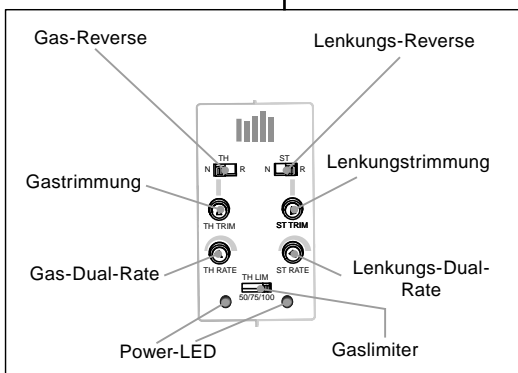 Gas-Reverse
Lenkungs-Reverse
TH
ST
N R
N R
Gastrimmung
Lenkungstrimmung
TH TRIM
ST TRIM
Gas-Dual-Rate
Lenkungs-Dual-
Rate
TH RATE
ST RATE
TH LIM
50/75/100
Power-LED
Gaslimiter